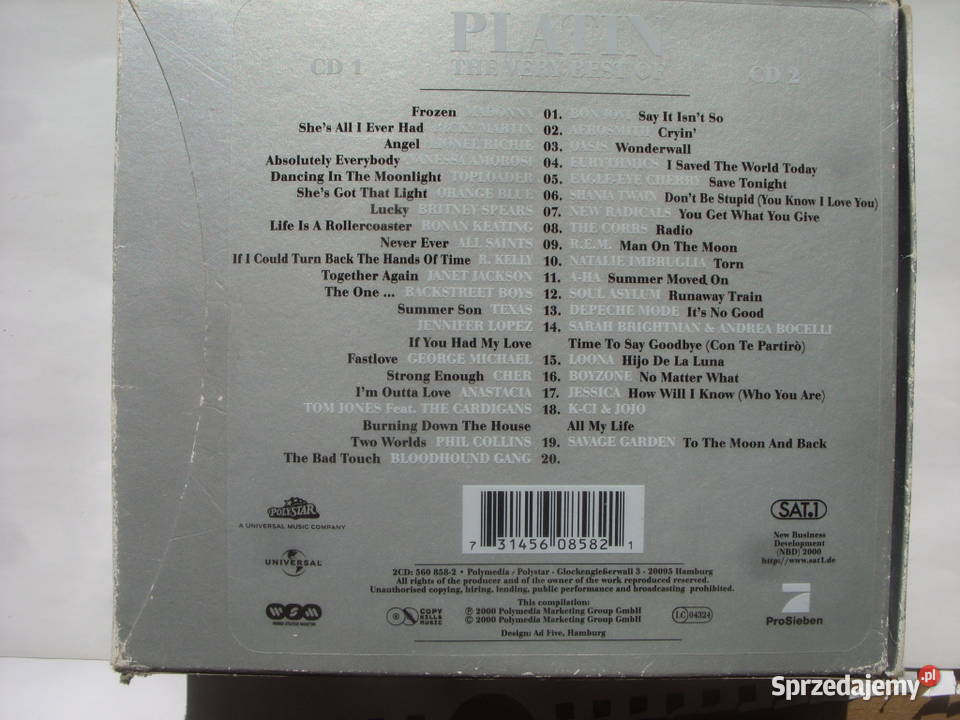 PLATIN
CD 1 THE VERY BEST OF CD 2
Frozen MADONNA 01. BON JOVI Say It Isn't So
She's All I Ever Had RICKY MARTIN 02. AEROSMITH Cryin'
Angel LIONEL RICHIE 03. OASIS Wonderwall
Absolutely Everybody VANESSA AMOROSI 04. EURYTHMICS I Saved The World Today
Dancing In The Moonlight TOPLOADER 05. EAGLE-EYE CHERRY Save Tonight
She's Got That Light ORANGE BLUE 06. SHANIA TWAIN Don't Be Stupid (You Know I Love You)
Lucky BRITNEY SPEARS 07. NEW RADICALS You Get What You Give
Life Is A Rollercoaster RONAN KEATING 08. THE CORRS Radio
Never Ever ALL SAINTS 09. R.E.M. Man On The Moon
If I Could Turn Back The Hands Of Time R. KELLY 10. NATALIE IMBRUGLIA Torn
Together Again JANET JACKSON 11. A-HA Summer Moved On
The One ... BACKSTREET BOYS 12. SOUL ASYLUM Runaway Train
Summer Son TEXAS 13. DEPECHE MODE It's No Good
JENNIFER LOPEZ 14. SARAH BRIGHTMAN & ANDREA BOCELLI
If You Had My Love Time To Say Goodbye (Con Te Partirò)
Fastlove GEORGE MICHAEL 15. LOONA Hijo De La Luna
Strong Enough CHER 16. BOYZONE No Matter What
I'm Outta Love ANASTACIA 17. JESSICA How Will I Know (Who You Are)
TOM JONES Feat. THE CARDIGANS 18. K-CI & JOJO
Burning Down The House All My Life
Two Worlds PHIL COLLINS 19. SAVAGE GARDEN To The Moon And Back
The Bad Touch BLOODHOUND GANG 20.
POLYSTAR
A UNIVERSAL MUSIC COMPANY
UNIVERSAL
WSM
7 31456 08582 1
SAT.1
New Business
Development
(NBD) 2000
http://www.sat1.de
ProSieben
2CD: 560 858-2 • Polymedia - Polystar - Glockengießerwall 3 - 20095 Hamburg
All rights of the producer and of the owner of the work reproduced reserved.
Unauthorised copying, hiring, lending, public performance and broadcasting prohibited.
This compilation:
℗ 2000 Polymedia Marketing Group GmbH
© 2000 Polymedia Marketing Group GmbH
Design: Ad Five, Hamburg
COPY
KILLS
MUSIC
LC 04324
Sprzedajemy.pl